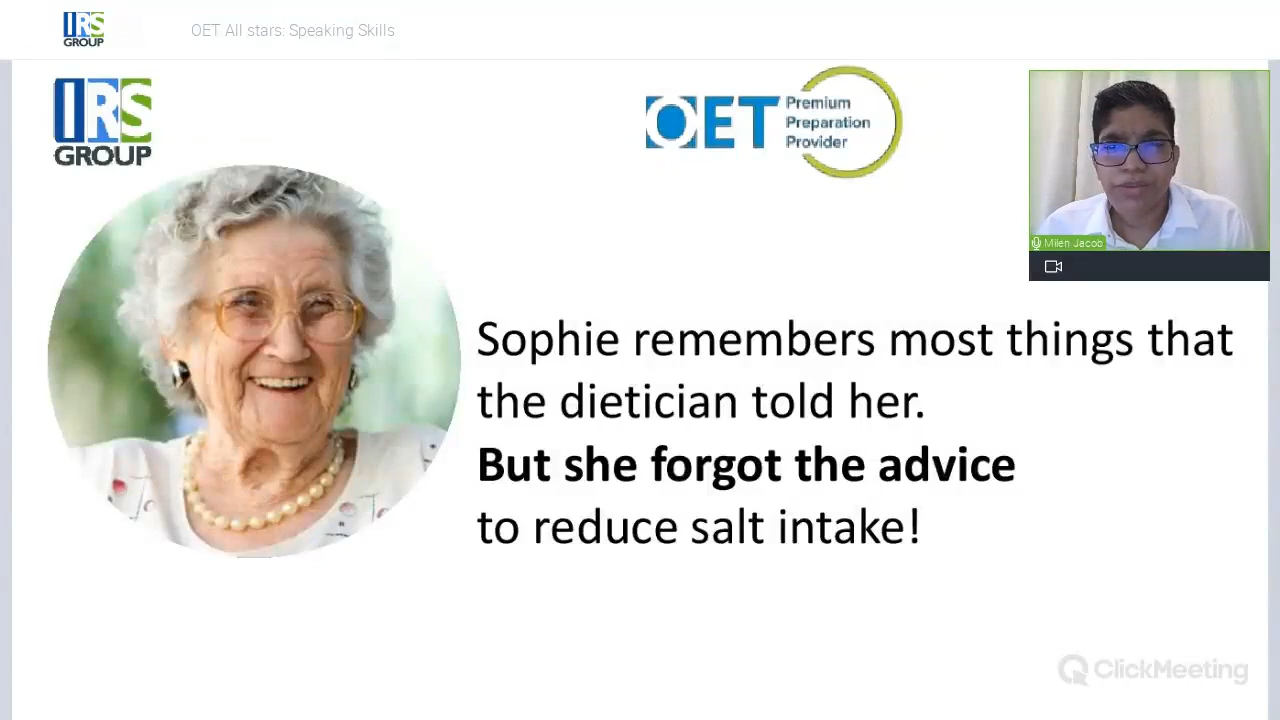 IRS
GROUP
OET All stars: Speaking Skills
IRS
GROUP
OET
Premium
Preparation
Provider
Milen Jacob
Sophie remembers most things that
the dietician told her.
But she forgot the advice
to reduce salt intake!
ClickMeeting